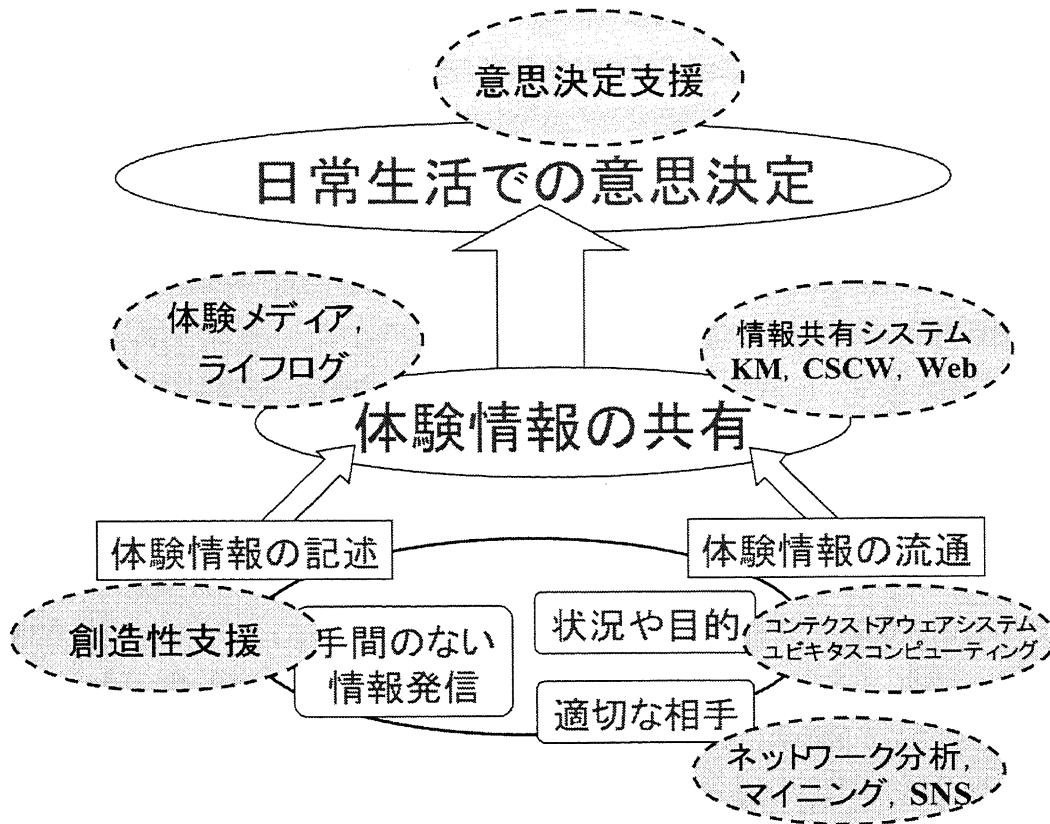 意思決定支援
日常生活での意思決定
体験メディア,
ライフログ
情報共有システム
KM, CSCW, Web
体験情報の共有
体験情報の記述
体験情報の流通
創造性支援
手間のない
情報発信
状況や目的
コンテクストアウェアシステム
ユビキタスコンピューティング
適切な相手
ネットワーク分析,
マイニング, SNS